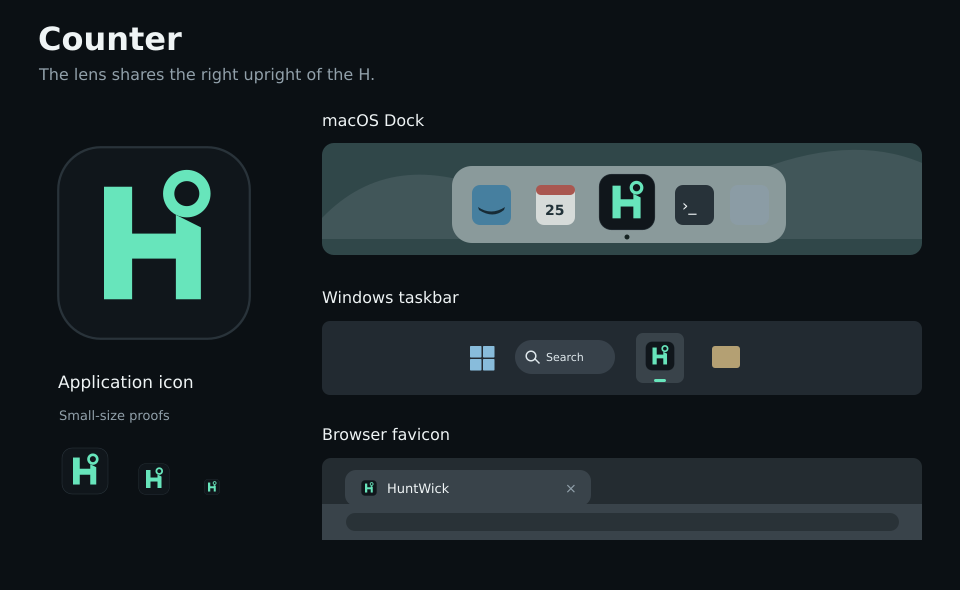 Counter
The lens shares the right upright of the H.
macOS Dock
25
>_
Windows taskbar
Search
Application icon
Small-size proofs
Browser favicon
HuntWick ×